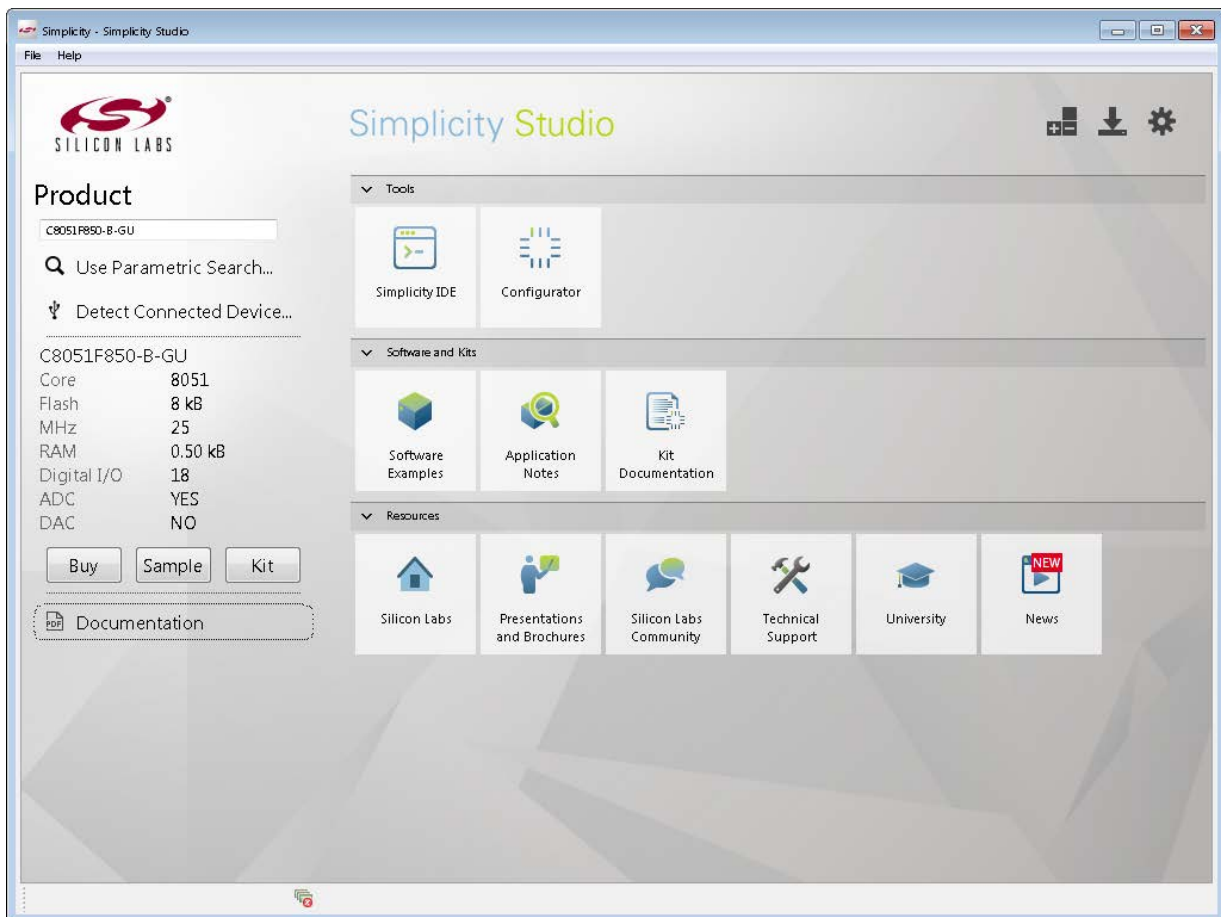 Simplicity - Simplicity Studio
File Help
SILICON LABS
Simplicity Studio
Product
C8051F850-B-GU
Use Parametric Search...
Detect Connected Device...
C8051F850-B-GU
Core 8051
Flash 8 kB
MHz 25
RAM 0.50 kB
Digital I/O 18
ADC YES
DAC NO
Buy Sample Kit
PDF Documentation
Tools
Simplicity IDE
Configurator
Software and Kits
Software
Examples
Application
Notes
Kit
Documentation
Resources
Silicon Labs
Presentations
and Brochures
Silicon Labs
Community
Technical
Support
University
NEW
News